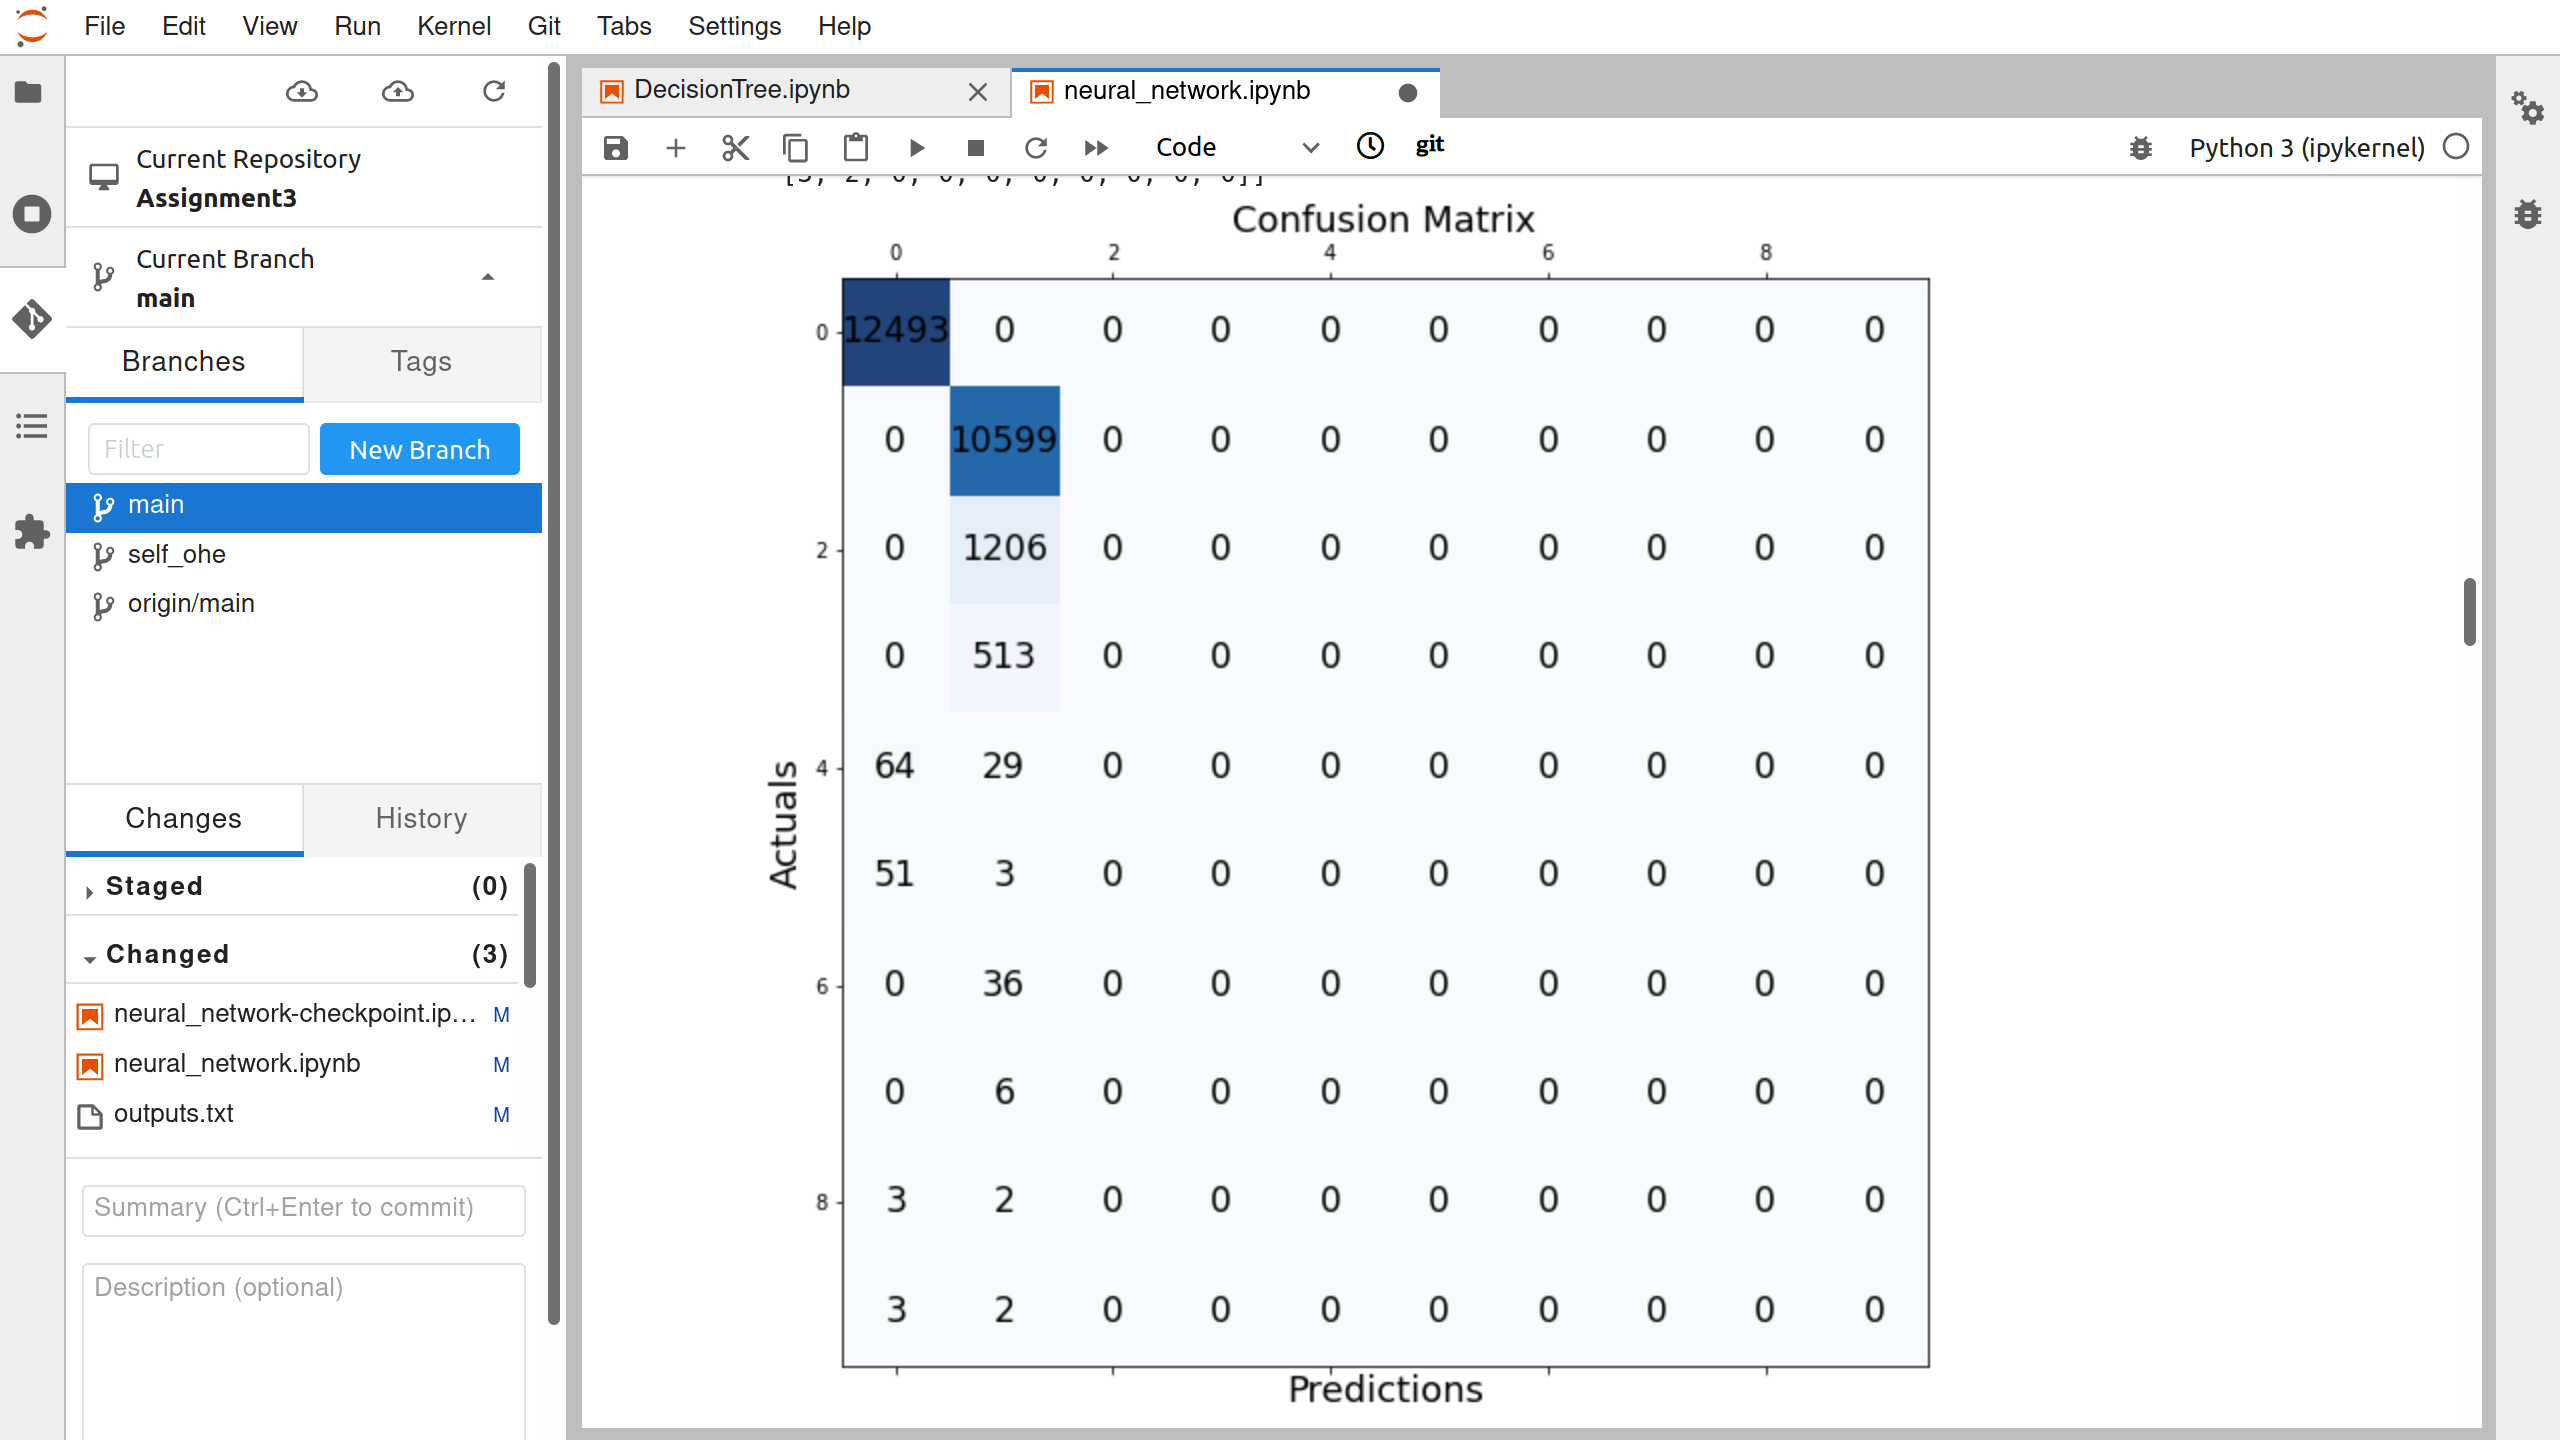 File Edit View Run Kernel Git Tabs Settings Help
Current Repository
Assignment3
Current Branch
main
Branches Tags
Filter New Branch
main
self_ohe
origin/main
Changes History
Staged (0)
Changed (3)
neural_network-checkpoint.ip... M
neural_network.ipynb M
outputs.txt M
Summary (Ctrl+Enter to commit)
Description (optional)
DecisionTree.ipynb neural_network.ipynb
Code git Python 3 (ipykernel)
Confusion Matrix
0 2 4 6 8
0 12493 0 0 0 0 0 0 0 0 0
0 10599 0 0 0 0 0 0 0 0
2 0 1206 0 0 0 0 0 0 0 0
0 513 0 0 0 0 0 0 0 0
4 64 29 0 0 0 0 0 0 0 0
51 3 0 0 0 0 0 0 0 0
6 0 36 0 0 0 0 0 0 0 0
0 6 0 0 0 0 0 0 0 0
8 3 2 0 0 0 0 0 0 0 0
3 2 0 0 0 0 0 0 0 0
Actuals
Predictions